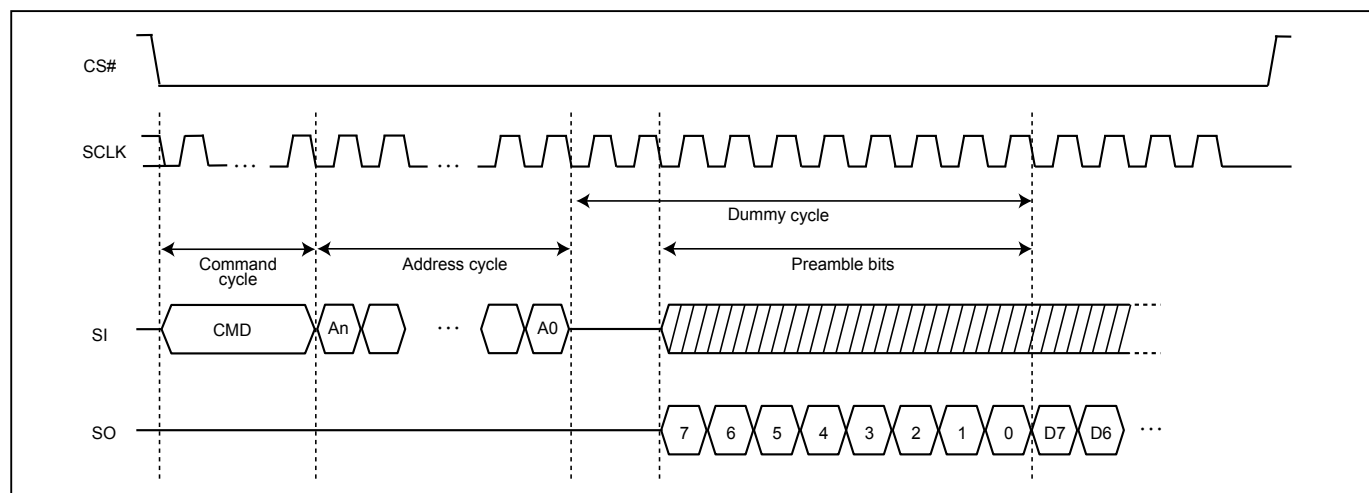 CS#
SCLK
…
…
Dummy cycle
Command
cycle
Address cycle
Preamble bits
SI
CMD
An
…
A0
SO
7 6 5 4 3 2 1 0 D7 D6 …